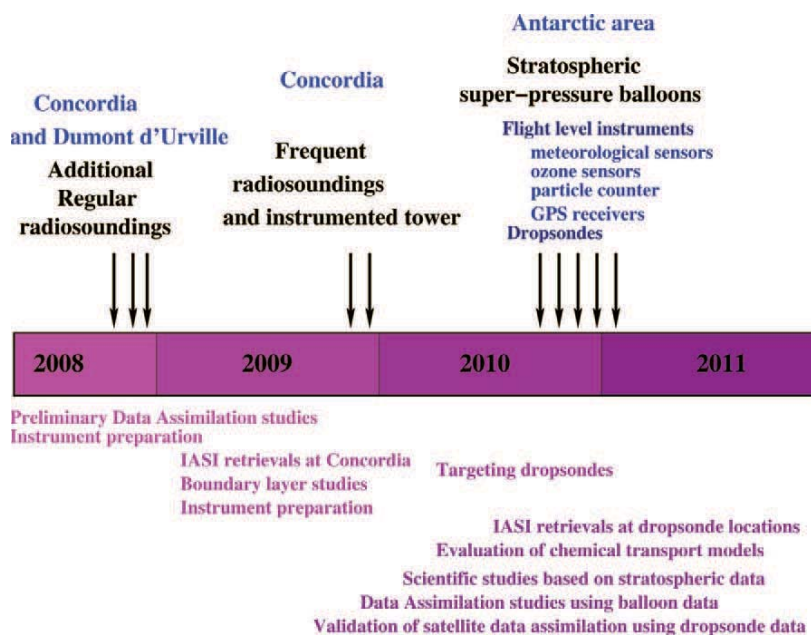 Antarctic area
Stratospheric
super-pressure balloons
Flight level instruments
meteorological sensors
ozone sensors
particle counter
GPS receivers
Dropsondes
Concordia
Frequent
radiosoundings
and instrumented tower
Concordia
and Dumont d'Urville
Additional
Regular
radiosoundings
2008
2009
2010
2011
Preliminary Data Assimilation studies
Instrument preparation
IASI retrievals at Concordia
Boundary layer studies
Instrument preparation
Targeting dropsondes
IASI retrievals at dropsonde locations
Evaluation of chemical transport models
Scientific studies based on stratospheric data
Data Assimilation studies using balloon data
Validation of satellite data assimilation using dropsonde data